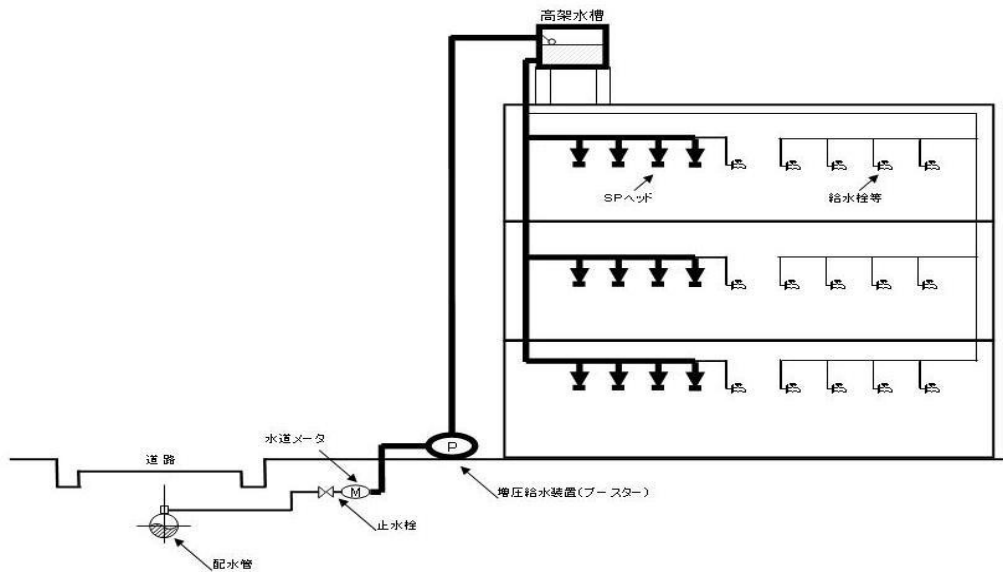 高架水槽
SPヘッド
給水栓等
水道メータ
P
道路
M
増圧給水装置(ブースター)
止水栓
配水管